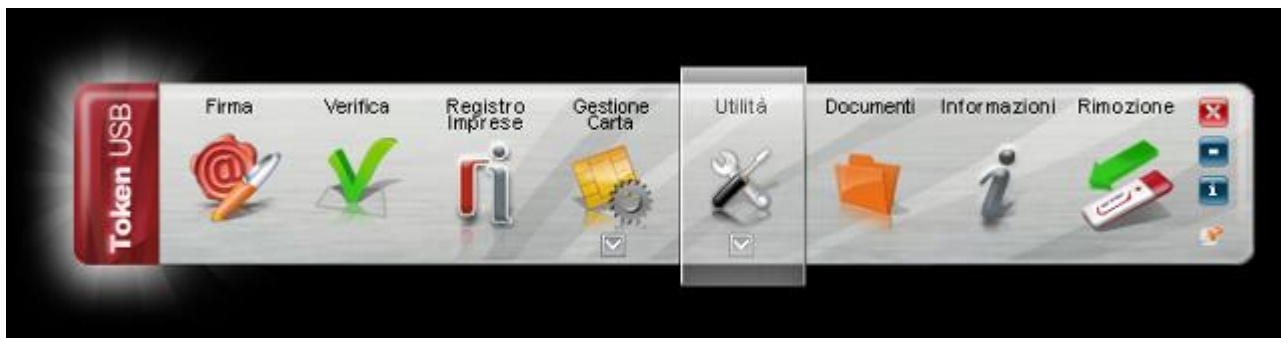 Token USB
Firma
Verifica
Registro
Imprese
Gestione
Carta
Utilità
Documenti
Informazioni
Rimozione